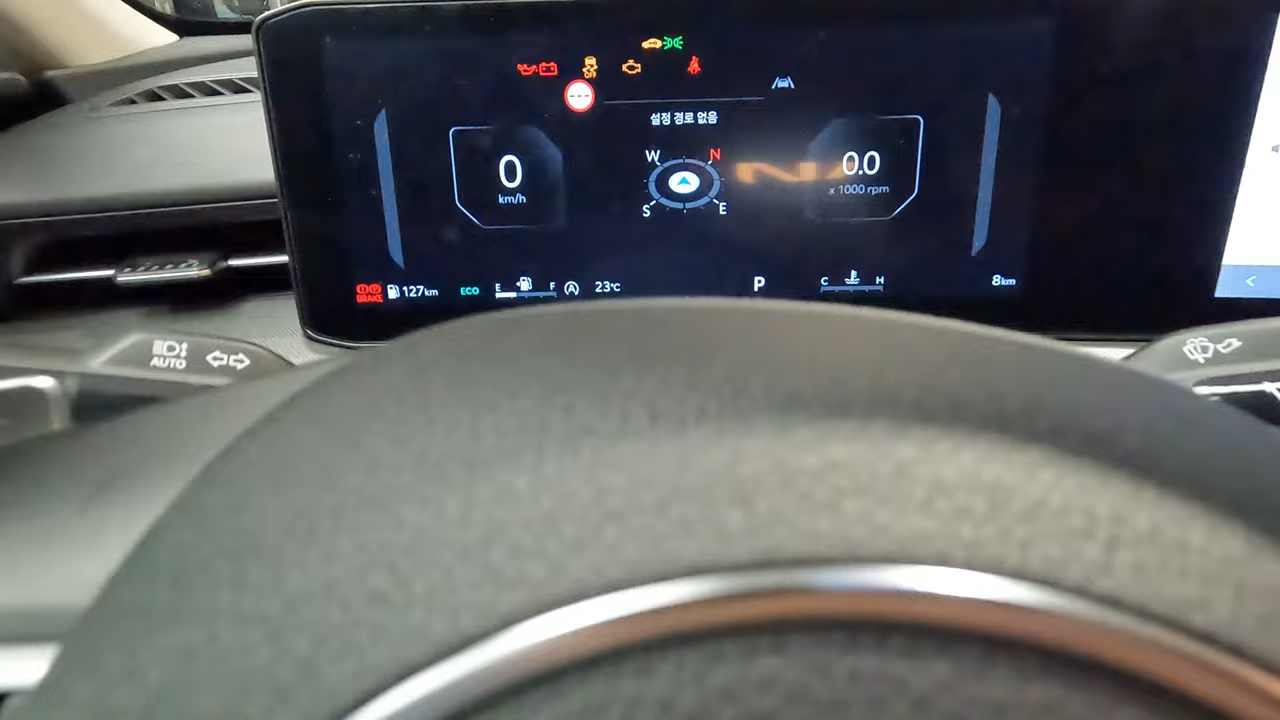 설정 경로 없음
0
km/h
W N
S E
0.0
x 1000 rpm
BRAKE
127km
ECO
E F
A
23°C
P
C H
8km
AUTO